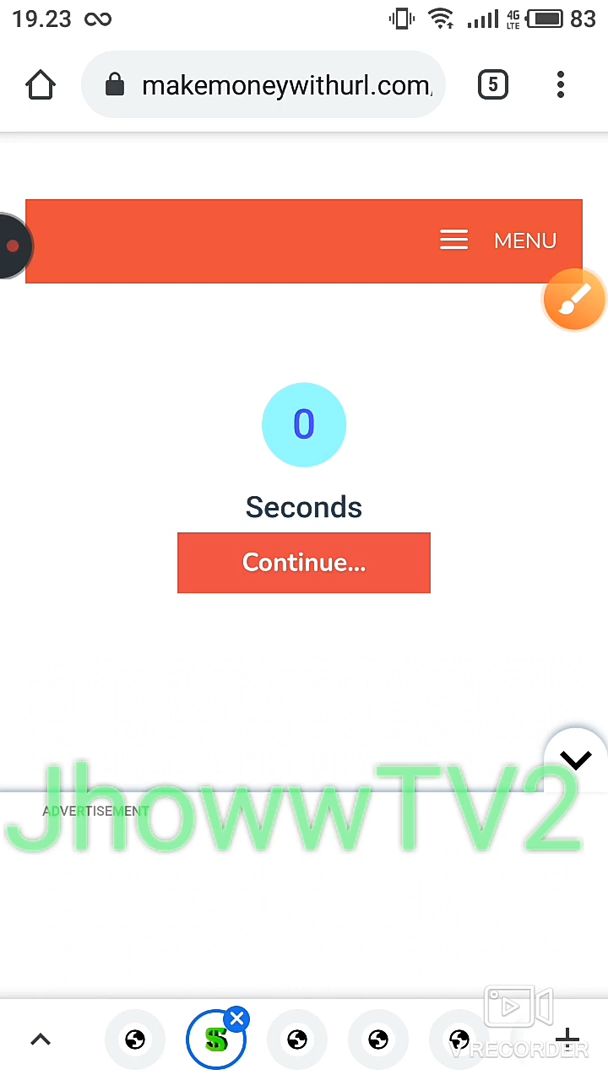 19.23 4G LTE 83
makemoneywithurl.com, 5
MENU
0
Seconds
Continue...
ADVERTISEMENT
JhowwTV2
V RECORDER